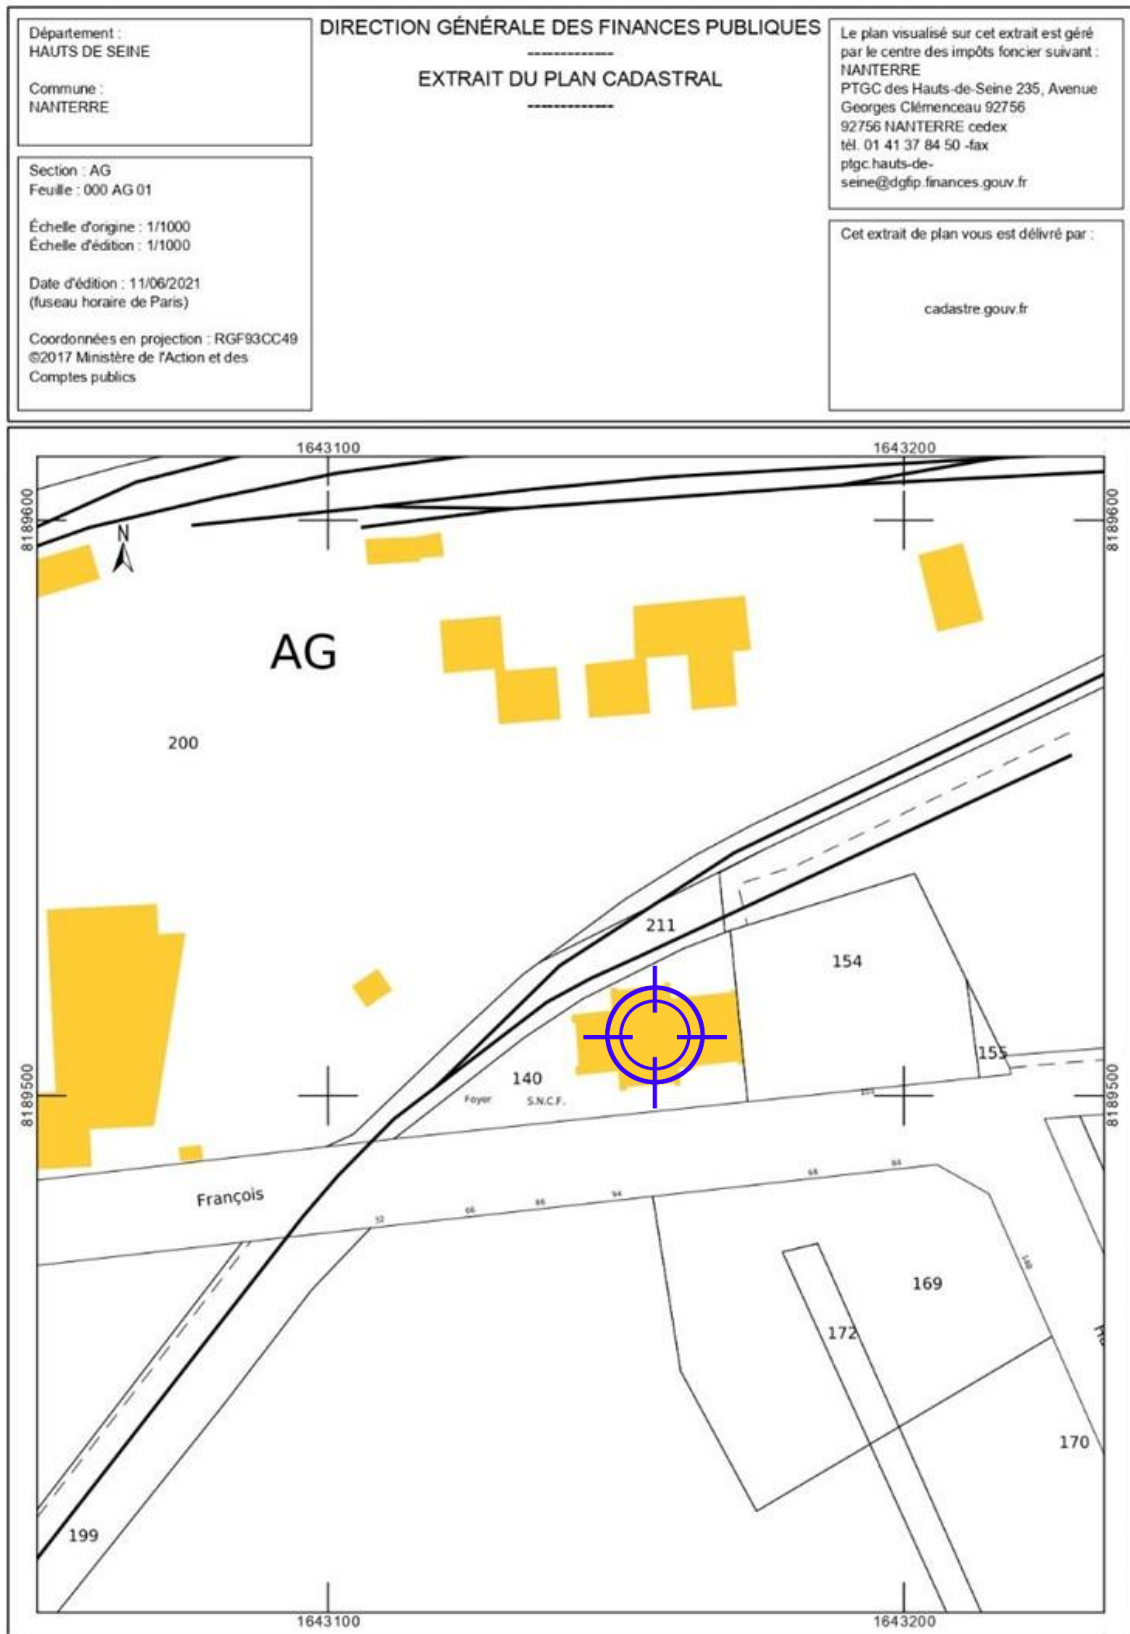 Département :
HAUTS DE SEINE
Commune :
NANTERRE
Section : AG
Feuille : 000 AG 01
Échelle d'origine : 1/1000
Échelle d'édition : 1/1000
Date d'édition : 11/06/2021
(fuseau horaire de Paris)
Coordonnées en projection : RGF93CC49
©2017 Ministère de l'Action et des
Comptes publics
DIRECTION GÉNÉRALE DES FINANCES PUBLIQUES
-------------
EXTRAIT DU PLAN CADASTRAL
-------------
Le plan visualisé sur cet extrait est géré
par le centre des impôts foncier suivant :
NANTERRE
PTGC des Hauts-de-Seine 235, Avenue
Georges Clémenceau 92756
92756 NANTERRE cedex
tél. 01 41 37 84 50 -fax
ptgc.hauts-de-
seine@dgfip.finances.gouv.fr
Cet extrait de plan vous est délivré par :
cadastre.gouv.fr
1643100
1643200
8189600
8189600
N
AG
200
211
154
155
140
Foyer S.N.C.F.
8189500
8189500
François
94
68
84
140
169
172
170
199
1643100
1643200